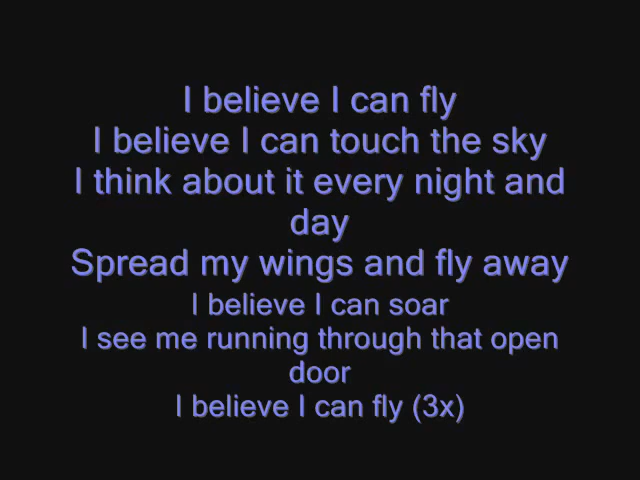 I believe I can fly
I believe I can touch the sky
I think about it every night and
day
Spread my wings and fly away
I believe I can soar
I see me running through that open
door
I believe I can fly (3x)